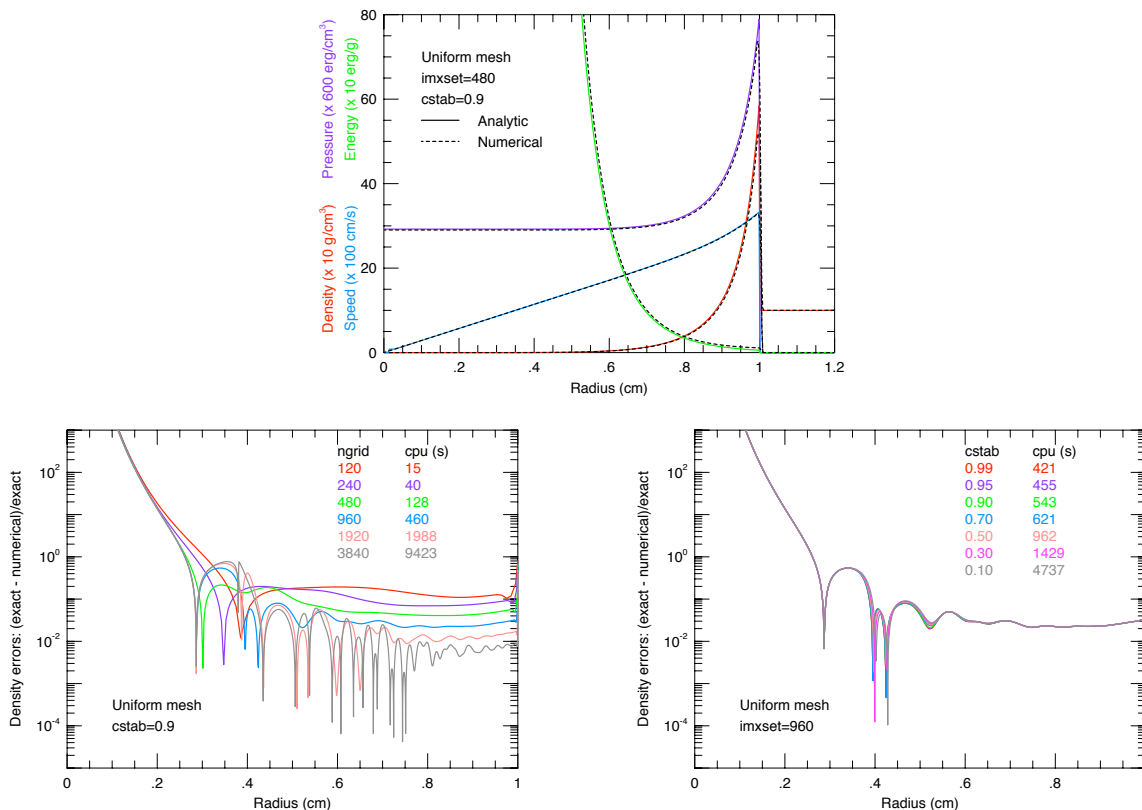 Pressure (x 600 erg/cm³)
Energy (x 10 erg/g)
Density (x 10 g/cm³)
Speed (x 100 cm/s)
80
60
40
20
0
Uniform mesh
imxset=480
cstab=0.9
Analytic
Numerical
0 .2 .4 .6 .8 1 1.2
Radius (cm)
Density errors: (exact - numerical)/exact
10²
10⁰
10⁻²
10⁻⁴
ngrid cpu (s)
120 15
240 40
480 128
960 460
1920 1988
3840 9423
Uniform mesh
cstab=0.9
0 .2 .4 .6 .8 1
Radius (cm)
Density errors: (exact - numerical)/exact
10²
10⁰
10⁻²
10⁻⁴
cstab cpu (s)
0.99 421
0.95 455
0.90 543
0.70 621
0.50 962
0.30 1429
0.10 4737
Uniform mesh
imxset=960
0 .2 .4 .6 .8
Radius (cm)